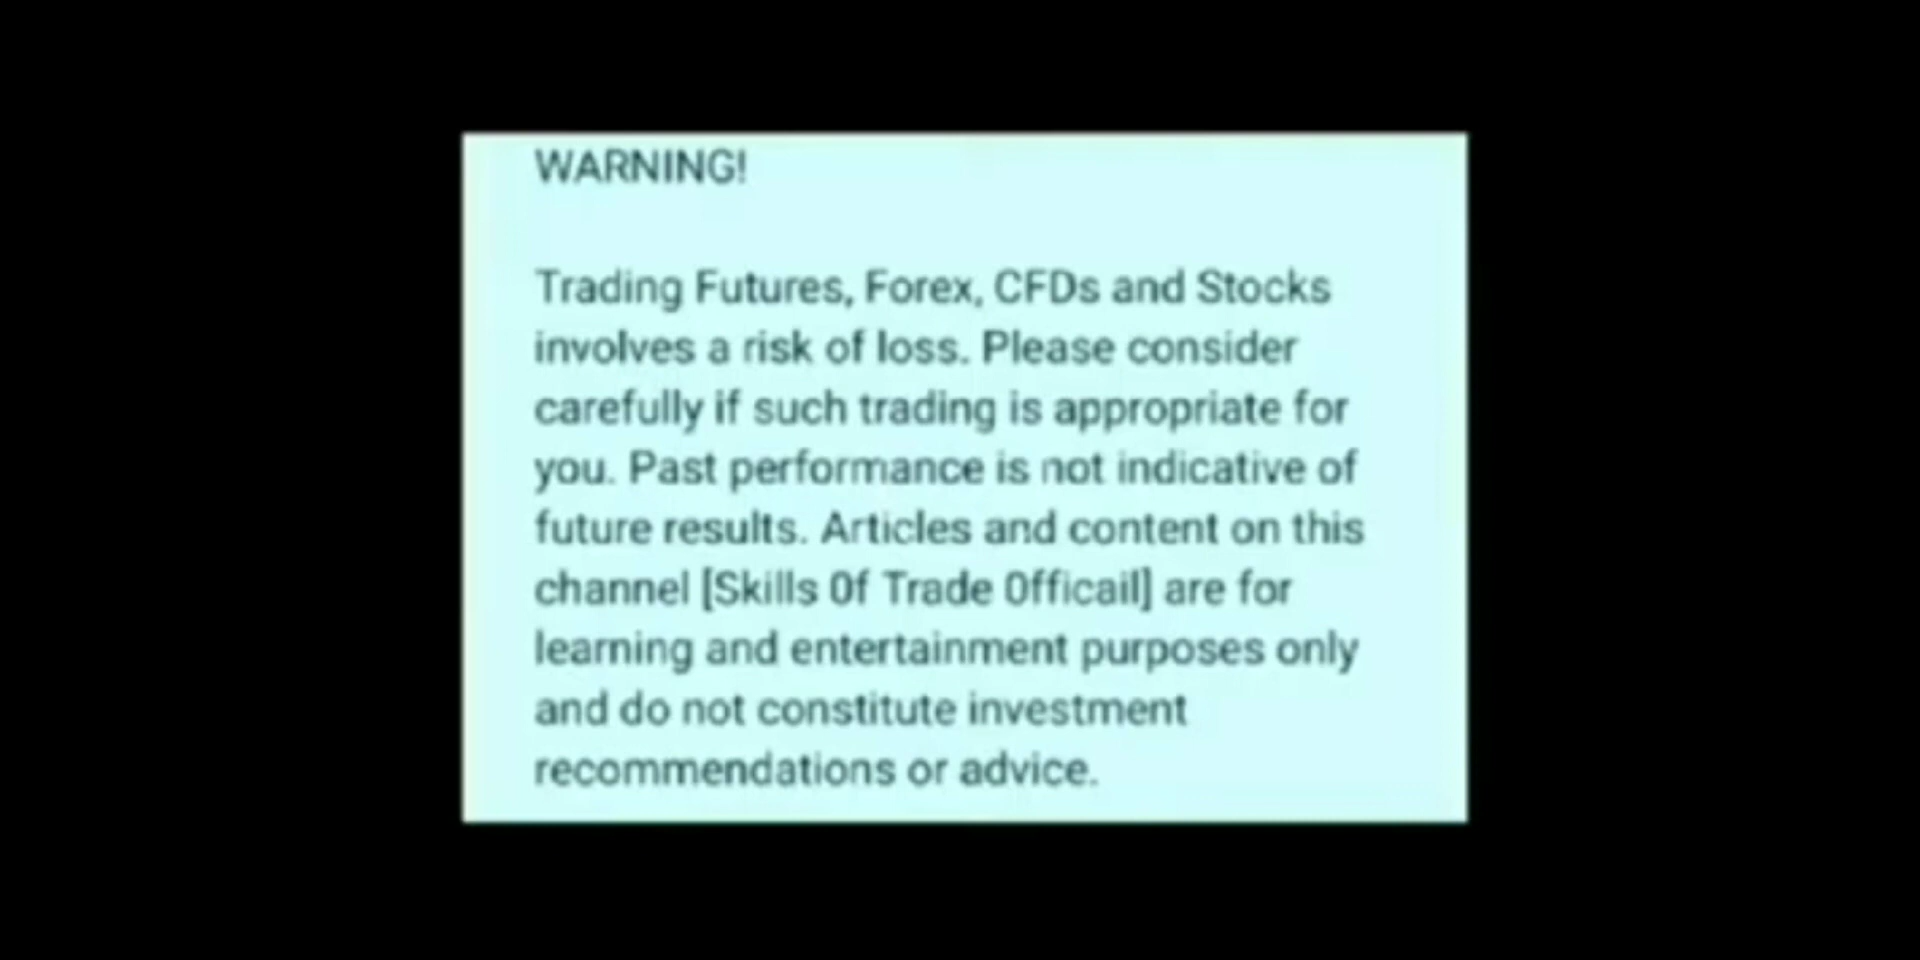 WARNING!
Trading Futures, Forex, CFDs and Stocks
involves a risk of loss. Please consider
carefully if such trading is appropriate for
you. Past performance is not indicative of
future results. Articles and content on this
channel [Skills 0f Trade 0fficail] are for
learning and entertainment purposes only
and do not constitute investment
recommendations or advice.